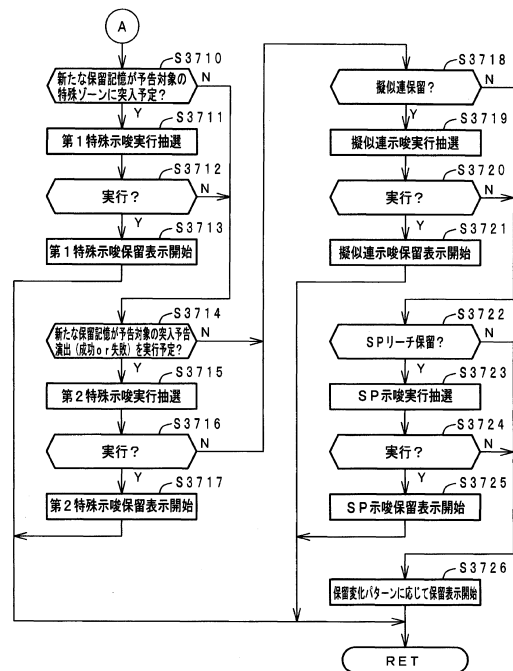 A
S3710
新たな保留記憶が予告対象の
特殊ゾーンに突入予定？
N
Y
S3711
第1特殊示唆実行抽選
S3712
実行？
N
Y
S3713
第1特殊示唆保留表示開始
S3714
新たな保留記憶が予告対象の突入予告
演出（成功or失敗）を実行予定？
N
Y
S3715
第2特殊示唆実行抽選
S3716
実行？
N
Y
S3717
第2特殊示唆保留表示開始
S3718
擬似連保留？
N
Y
S3719
擬似連示唆実行抽選
S3720
実行？
N
Y
S3721
擬似連示唆保留表示開始
S3722
SPリーチ保留？
N
Y
S3723
SP示唆実行抽選
S3724
実行？
N
Y
S3725
SP示唆保留表示開始
S3726
保留変化パターンに応じて保留表示開始
RET